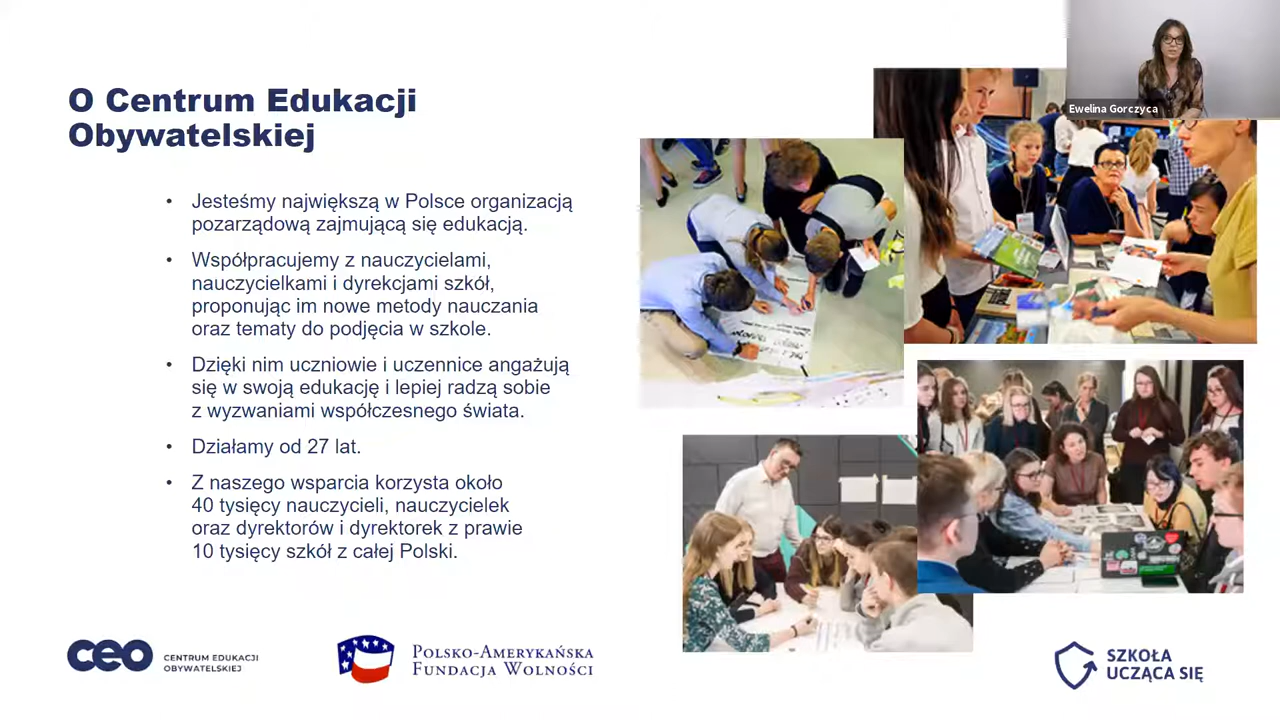 O Centrum Edukacji
Obywatelskiej
• Jesteśmy największą w Polsce organizacją
pozarządową zajmującą się edukacją.
• Współpracujemy z nauczycielami,
nauczycielkami i dyrekcjami szkół,
proponując im nowe metody nauczania
oraz tematy do podjęcia w szkole.
• Dzięki nim uczniowie i uczennice angażują
się w swoją edukację i lepiej radzą sobie
z wyzwaniami współczesnego świata.
• Działamy od 27 lat.
• Z naszego wsparcia korzysta około
40 tysięcy nauczycieli, nauczycielek
oraz dyrektorów i dyrektorek z prawie
10 tysięcy szkół z całej Polski.
Ewelina Gorczyca
ceo
CENTRUM EDUKACJI
OBYWATELSKIEJ
POLSKO-AMERYKAŃSKA
FUNDACJA WOLNOŚCI
SZKOŁA
UCZĄCA SIĘ